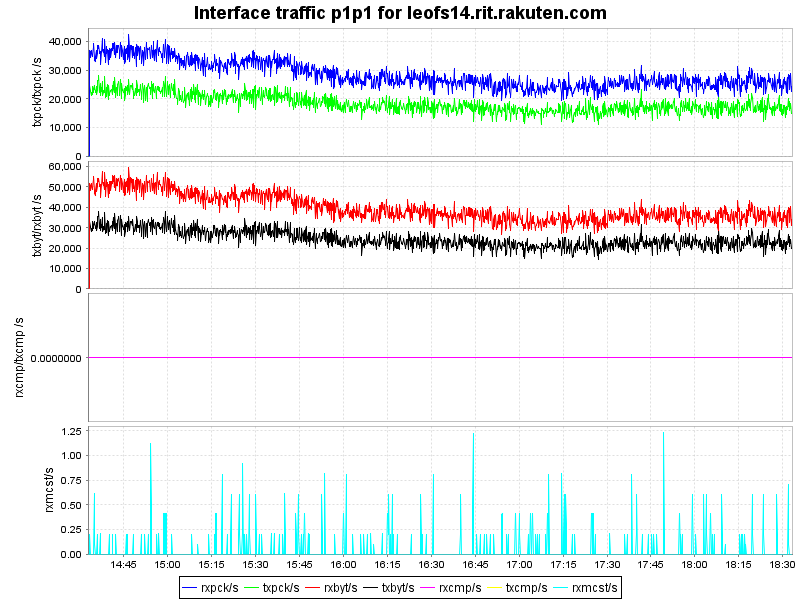 Interface traffic p1p1 for leofs14.rit.rakuten.com
txpck/txpck /s
40,000
30,000
20,000
10,000
0
txbyt/rxbyt /s
60,000
50,000
40,000
30,000
20,000
10,000
0
rxcmp/txcmp /s
0.0000000
rxmcst/s
1.25
1.00
0.75
0.50
0.25
0.00
14:45 15:00 15:15 15:30 15:45 16:00 16:15 16:30 16:45 17:00 17:15 17:30 17:45 18:00 18:15 18:30
rxpck/s txpck/s rxbyt/s txbyt/s rxcmp/s txcmp/s rxmcst/s